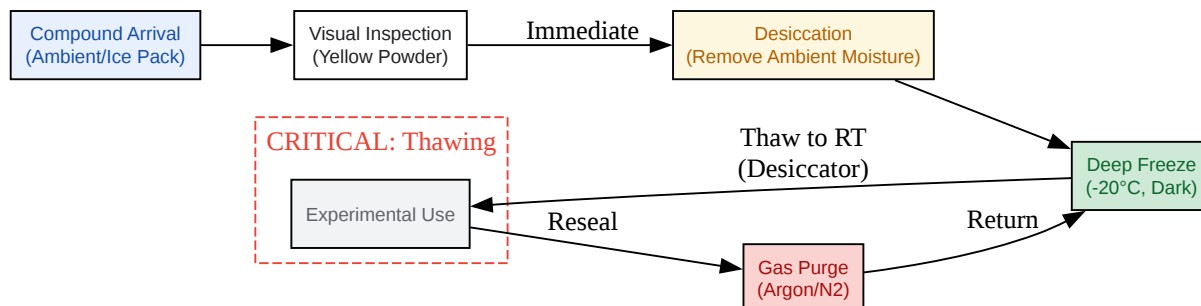 Compound Arrival
(Ambient/Ice Pack)
Visual Inspection
(Yellow Powder)
Immediate
Desiccation
(Remove Ambient Moisture)
CRITICAL: Thawing
Thaw to RT
(Desiccator)
Deep Freeze
(-20°C, Dark)
Experimental Use
Reseal
Return
Gas Purge
(Argon/N2)